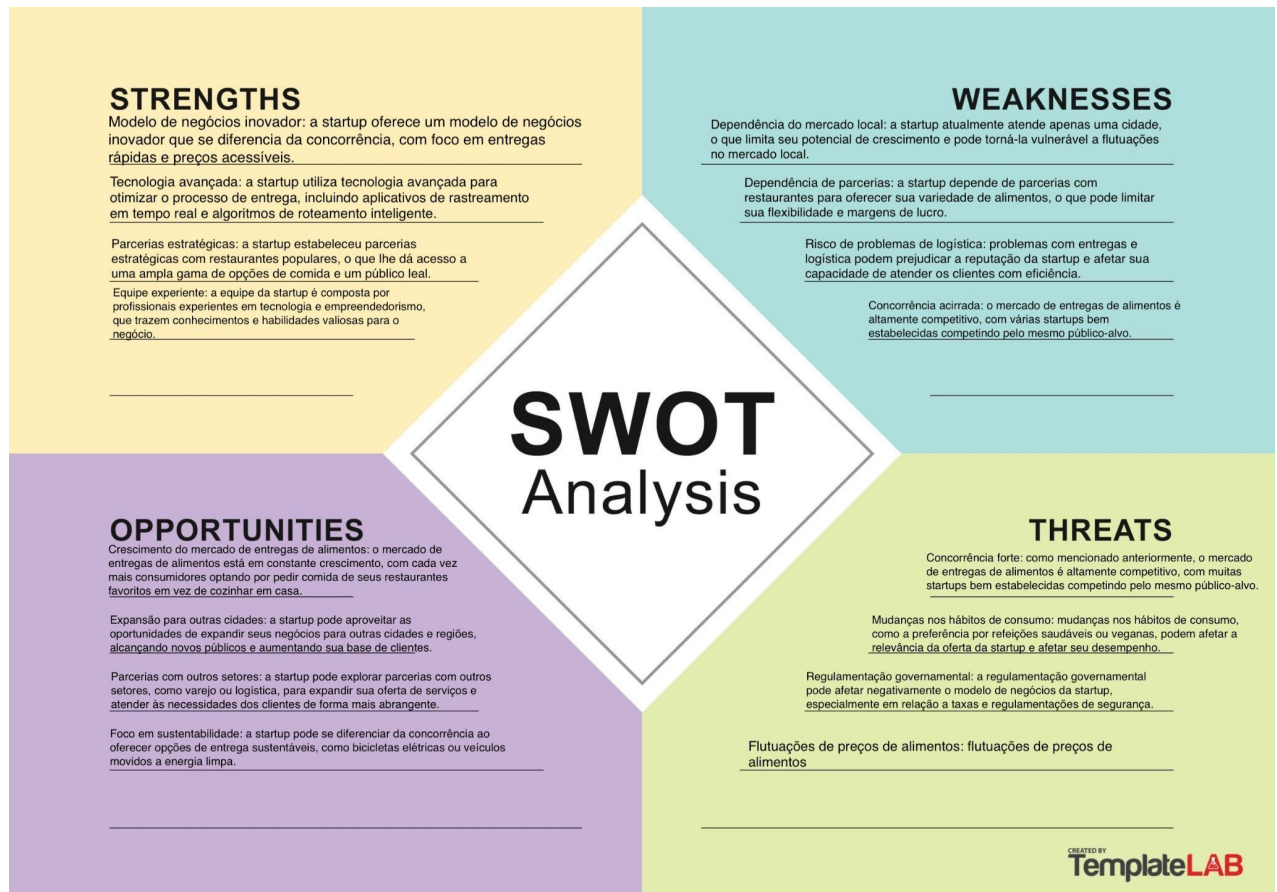 STRENGTHS
Modelo de negócios inovador: a startup oferece um modelo de negócios
inovador que se diferencia da concorrência, com foco em entregas
rápidas e preços acessíveis.
Tecnologia avançada: a startup utiliza tecnologia avançada para
otimizar o processo de entrega, incluindo aplicativos de rastreamento
em tempo real e algoritmos de roteamento inteligente.
Parcerias estratégicas: a startup estabeleceu parcerias
estratégicas com restaurantes populares, o que lhe dá acesso a
uma ampla gama de opções de comida e um público leal.
Equipe experiente: a equipe da startup é composta por
profissionais experientes em tecnologia e empreendedorismo,
que trazem conhecimentos e habilidades valiosas para o
negócio.
WEAKNESSES
Dependência do mercado local: a startup atualmente atende apenas uma cidade,
o que limita seu potencial de crescimento e pode torná-la vulnerável a flutuações
no mercado local.
Dependência de parcerias: a startup depende de parcerias com
restaurantes para oferecer sua variedade de alimentos, o que pode limitar
sua flexibilidade e margens de lucro.
Risco de problemas de logística: problemas com entregas e
logística podem prejudicar a reputação da startup e afetar sua
capacidade de atender os clientes com eficiência.
Concorrência acirrada: o mercado de entregas de alimentos é
altamente competitivo, com várias startups bem
estabelecidas competindo pelo mesmo público-alvo.
SWOT
Analysis
OPPORTUNITIES
Crescimento do mercado de entregas de alimentos: o mercado de
entregas de alimentos está em constante crescimento, com cada vez
mais consumidores optando por pedir comida de seus restaurantes
favoritos em vez de cozinhar em casa.
Expansão para outras cidades: a startup pode aproveitar as
oportunidades de expandir seus negócios para outras cidades e regiões,
alcançando novos públicos e aumentando sua base de clientes.
Parcerias com outros setores: a startup pode explorar parcerias com outros
setores, como varejo ou logística, para expandir sua oferta de serviços e
atender às necessidades dos clientes de forma mais abrangente.
Foco em sustentabilidade: a startup pode se diferenciar da concorrência ao
oferecer opções de entrega sustentáveis, como bicicletas elétricas ou veículos
movidos a energia limpa.
THREATS
Concorrência forte: como mencionado anteriormente, o mercado
de entregas de alimentos é altamente competitivo, com muitas
startups bem estabelecidas competindo pelo mesmo público-alvo.
Mudanças nos hábitos de consumo: mudanças nos hábitos de consumo,
como a preferência por refeições saudáveis ou veganas, podem afetar a
relevância da oferta da startup e afetar seu desempenho.
Regulamentação governamental: a regulamentação governamental
pode afetar negativamente o modelo de negócios da startup,
especialmente em relação a taxas e regulamentações de segurança.
Flutuações de preços de alimentos: flutuações de preços de
alimentos
CREATED BY
TemplateLAB